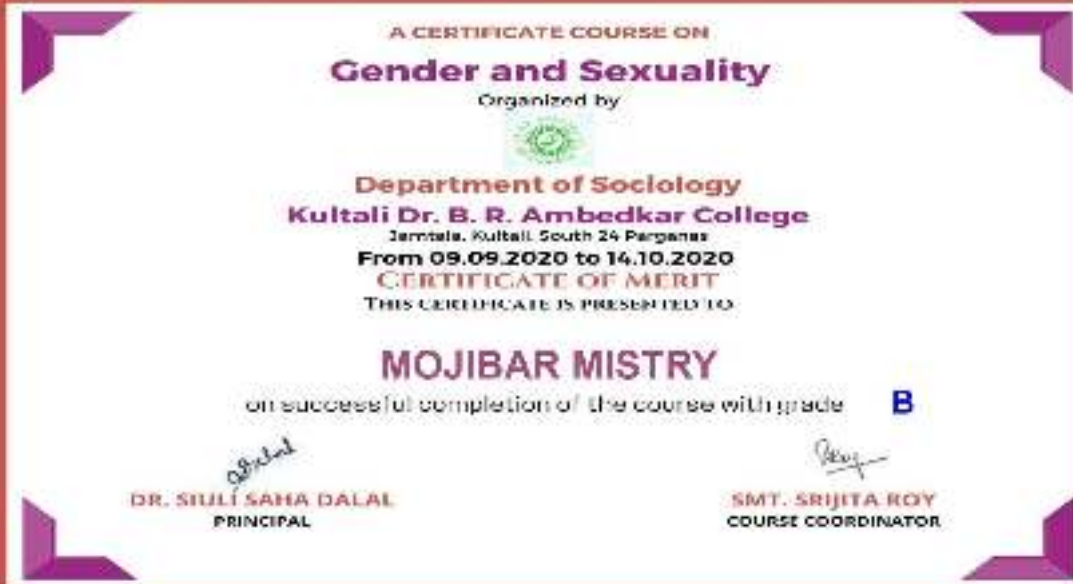 A CERTIFICATE COURSE ON
Gender and Sexuality
Organized by
Department of Sociology
Kultali Dr. B. R. Ambedkar College
Jamtala, Kultali, South 24 Parganas
From 09.09.2020 to 14.10.2020
CERTIFICATE OF MERIT
THIS CERTIFICATE IS PRESENTED TO
MOJIBAR MISTRY
on successful completion of the course with grade B
DR. SIULI SAHA DALAL
PRINCIPAL
SMT. SRIJITA ROY
COURSE COORDINATOR